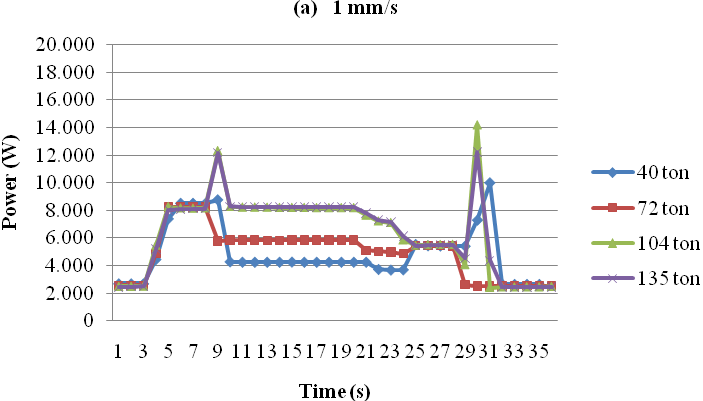 (a) 1 mm/s
20.000
18.000
16.000
14.000
12.000
10.000
8.000
6.000
4.000
2.000
0
Power (W)
1 3 5 7 9 11 13 15 17 19 21 23 25 27 29 31 33 35
Time (s)
40 ton
72 ton
104 ton
135 ton